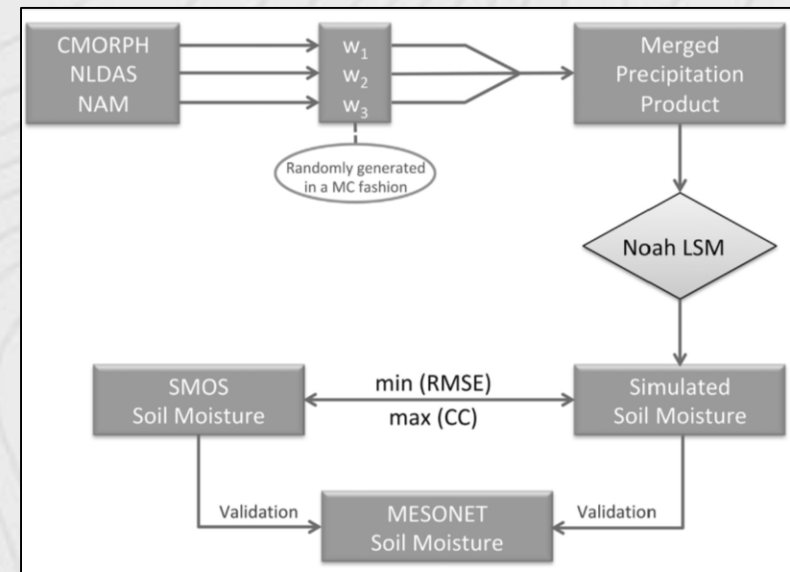 CMORPH
NLDAS
NAM
w1
w2
w3
Randomly generated
in a MC fashion
Merged
Precipitation
Product
Noah LSM
SMOS
Soil Moisture
min (RMSE)
max (CC)
Simulated
Soil Moisture
Validation
MESONET
Soil Moisture
Validation